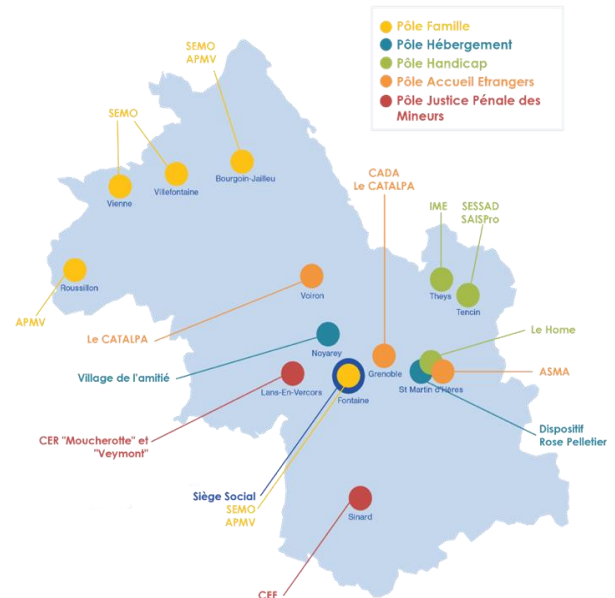 Pôle Famille
Pôle Hébergement
Pôle Handicap
Pôle Accueil Etrangers
Pôle Justice Pénale des
Mineurs
SEMO
APMV
SEMO
Bourgoin-Jailleu
Villefontaine
Vienne
CADA
Le CATALPA
IME
SESSAD
SAISPro
Roussillon
APMV
Voiron
Theys
Tencin
Le CATALPA
Noyarey
Le Home
Village de l'amitié
Grenoble
ASMA
Lans-En-Vercors
Fontaine
St Martin d'Hères
Dispositif
Rose Pelletier
CER "Moucherotte" et
"Veymont"
Siège Social
SEMO
APMV
Sinard
CEF